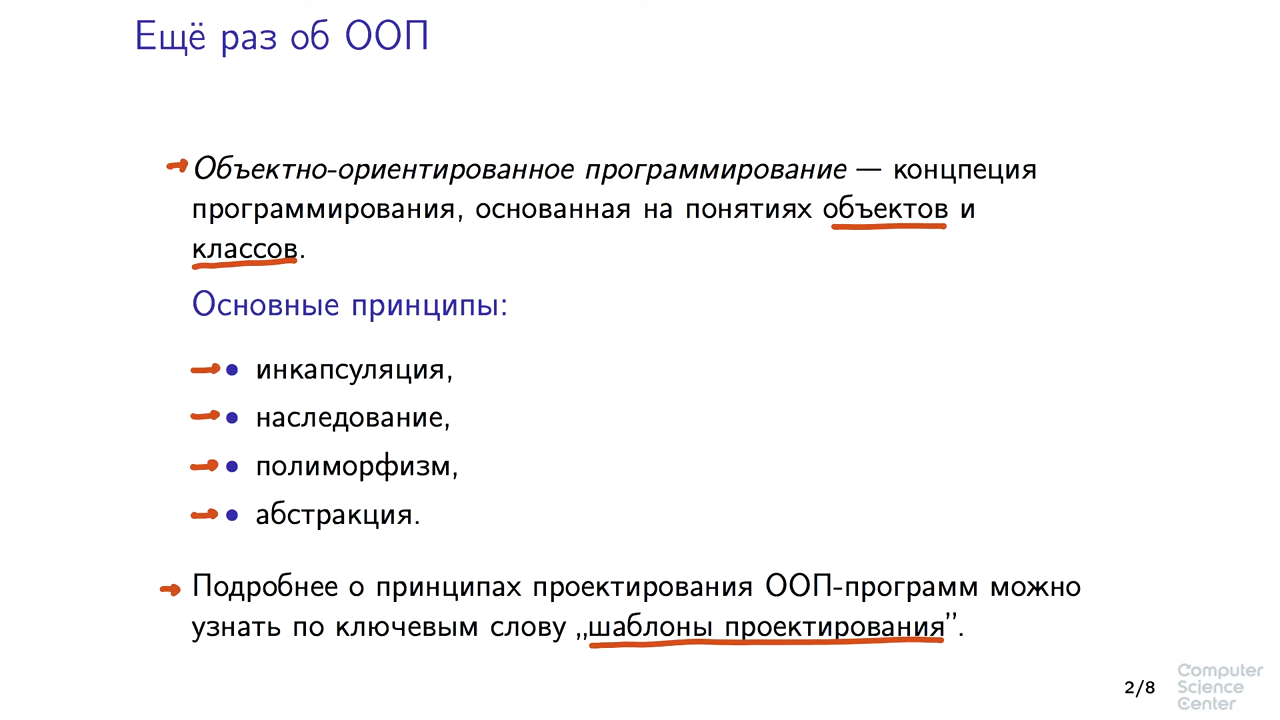 Ещё раз об ООП
Объектно-ориентированное программирование — концпеция
программирования, основанная на понятиях объектов и
классов.
Основные принципы:
• инкапсуляция,
• наследование,
• полиморфизм,
• абстракция.
Подробнее о принципах проектирования ООП-программ можно
узнать по ключевым слову „шаблоны проектирования”.
2/8
Computer
Science
Center